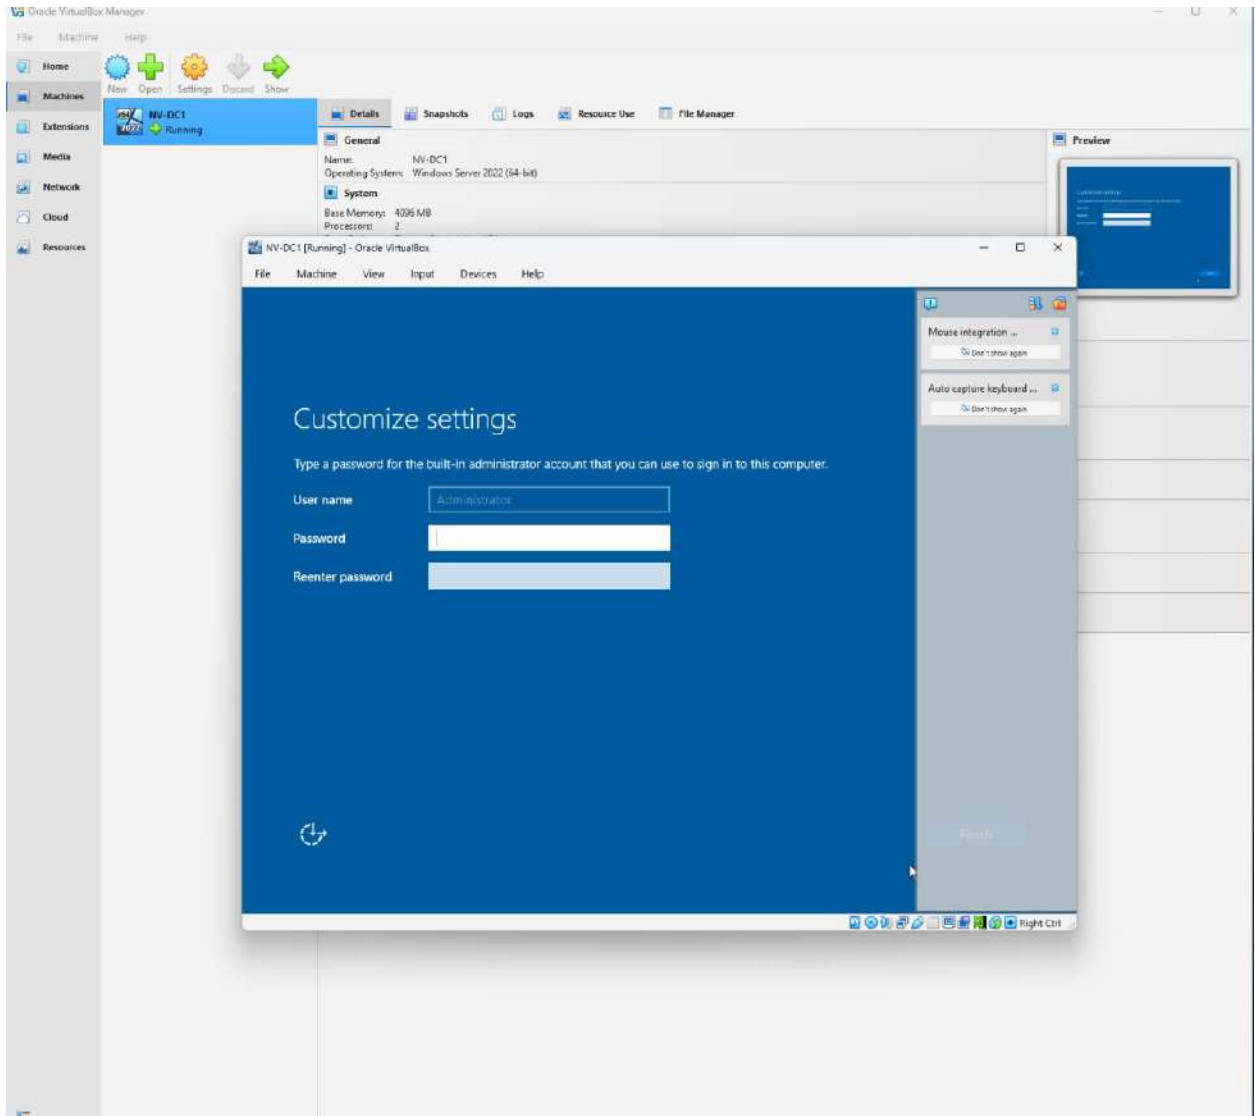 Oracle VirtualBox Manager
File Machine Help
Home
Machines
Extensions
Media
Network
Cloud
Resources
New Open Settings Discard Show
NV-DC1
2022 Running
Details Snapshots Logs Resource Use File Manager
General
Name: NV-DC1
Operating System: Windows Server 2022 (64-bit)
System
Base Memory: 4096 MB
Processors: 2
Preview
NV-DC1 [Running] - Oracle VirtualBox
File Machine View Input Devices Help
Customize settings
Type a password for the built-in administrator account that you can use to sign in to this computer.
User name Administrator
Password
Reenter password
Mouse integration ...
Don't show again
Auto capture keyboard ...
Don't show again
Finish
Right Ctrl